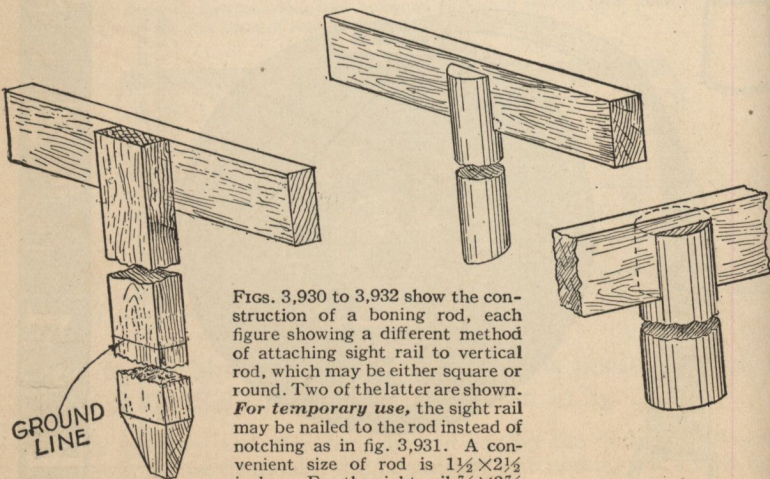 FIGS. 3,930 to 3,932 show the con-
struction of a boning rod, each
figure showing a different method
of attaching sight rail to vertical
rod, which may be either square or
round. Two of the latter are shown.
For temporary use, the sight rail
may be nailed to the rod instead of
notching as in fig. 3,931. A con-
venient size of rod is 1½×2½
GROUND
LINE